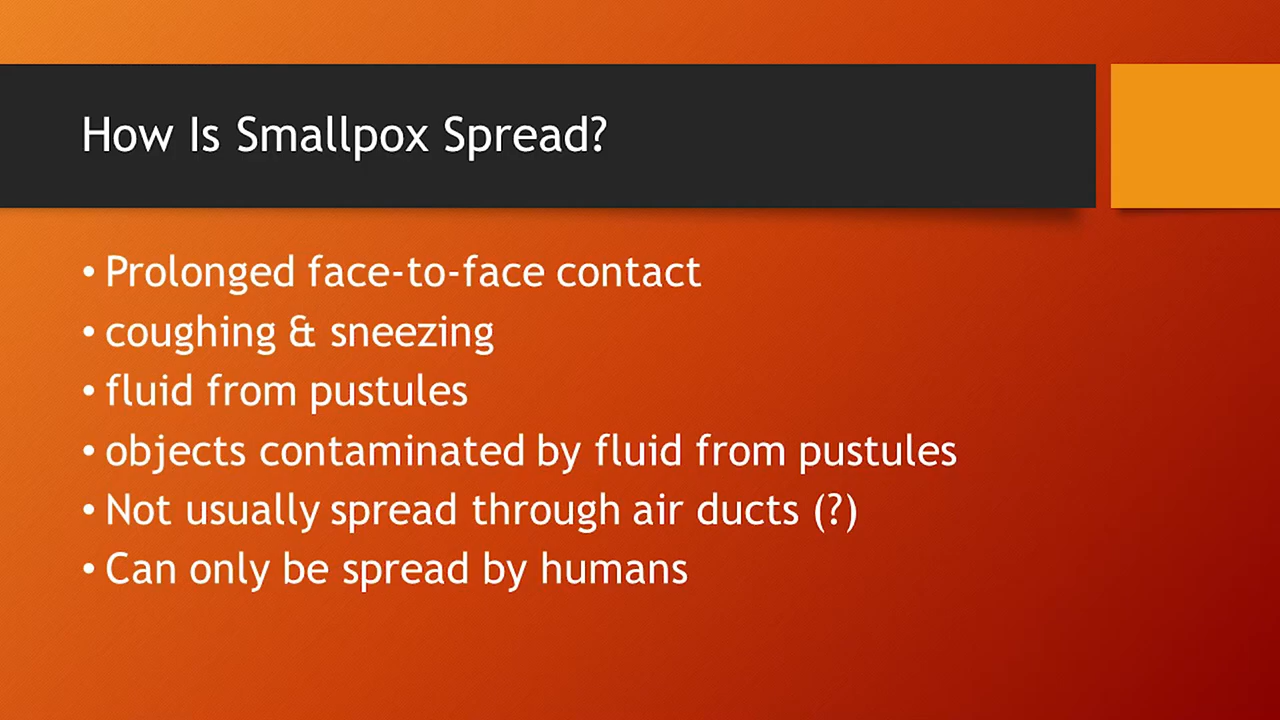 How Is Smallpox Spread?
• Prolonged face-to-face contact
• coughing & sneezing
• fluid from pustules
• objects contaminated by fluid from pustules
• Not usually spread through air ducts (?)
• Can only be spread by humans